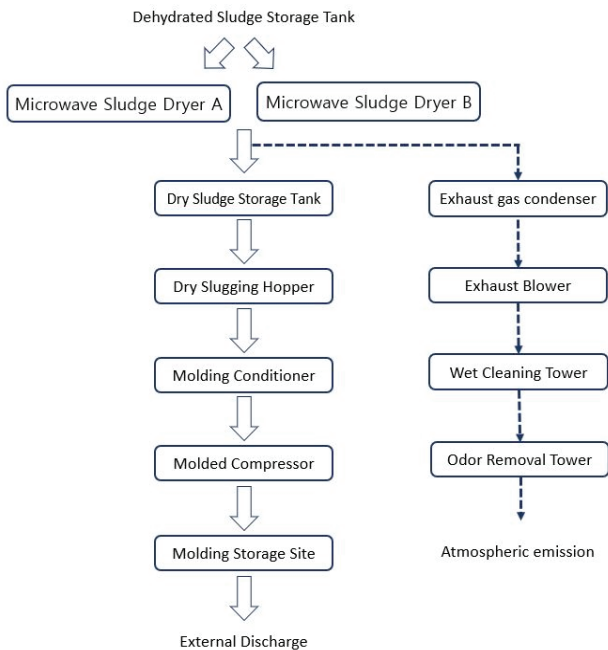 Dehydrated Sludge Storage Tank
Microwave Sludge Dryer A
Microwave Sludge Dryer B
Dry Sludge Storage Tank
Exhaust gas condenser
Dry Slugging Hopper
Exhaust Blower
Molding Conditioner
Wet Cleaning Tower
Molded Compressor
Odor Removal Tower
Molding Storage Site
Atmospheric emission
External Discharge